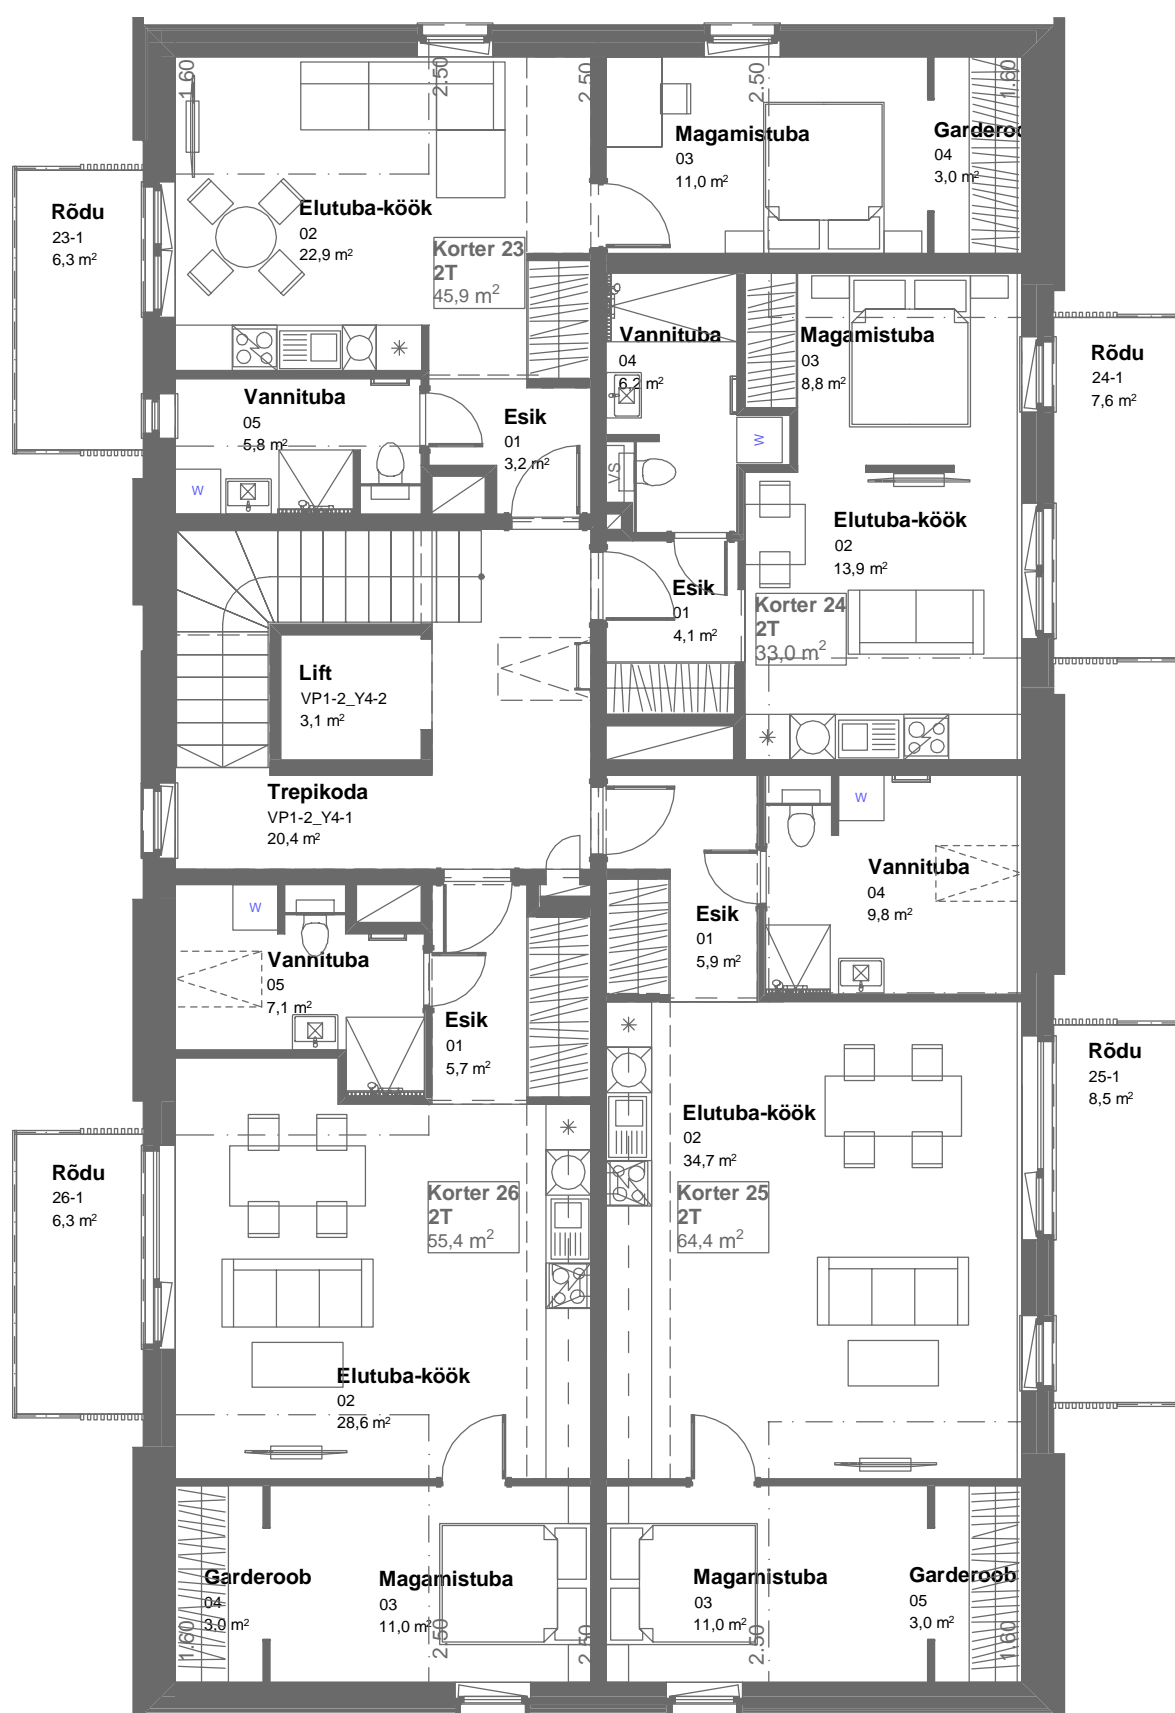 1.60
2.50
2.50
2.50
1.60
Magamistuba
03
11,0 m²
Garderoo
04
3,0 m²
Rõdu
23-1
6,3 m²
Elutuba-köök
02
22,9 m²
Korter 23
2T
45,9 m²
Vannituba
04
6,2 m²
Magamistuba
03
8,8 m²
Rõdu
24-1
7,6 m²
Vannituba
05
5,8 m²
Esik
01
3,2 m²
W
W
VS
Elutuba-köök
02
13,9 m²
Esik
01
4,1 m²
Korter 24
2T
33,0 m²
Lift
VP1-2_Y4-2
3,1 m²
Trepikoda
VP1-2_Y4-1
20,4 m²
W
Vannituba
04
9,8 m²
W
Esik
01
5,9 m²
Vannituba
05
7,1 m²
Esik
01
5,7 m²
Rõdu
25-1
8,5 m²
Elutuba-köök
02
34,7 m²
Rõdu
26-1
6,3 m²
Korter 26
2T
55,4 m²
Korter 25
2T
64,4 m²
Elutuba-köök
02
28,6 m²
Garderoob
04
3,0 m²
Magamistuba
03
11,0 m²
Magamistuba
03
11,0 m²
Garderoob
05
3,0 m²
1.60
2.50
2.50
2.50
1.60